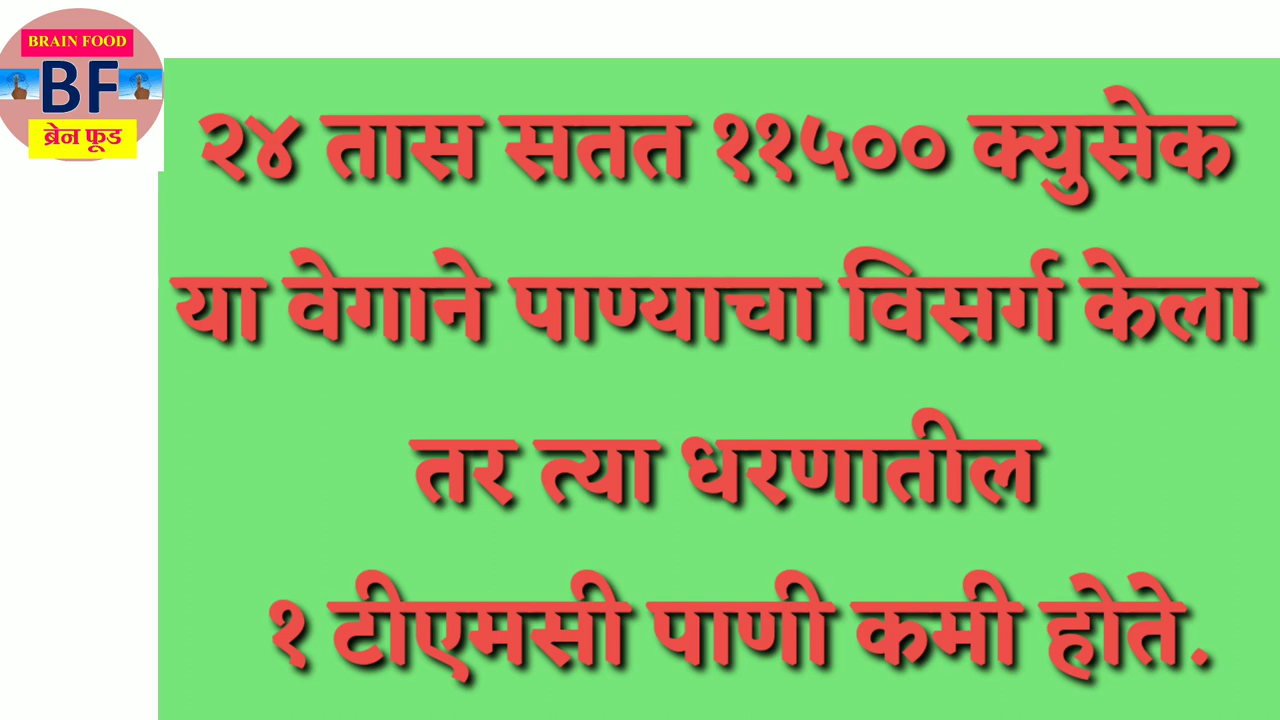 BRAIN FOOD
BF
ब्रेन फूड
२४ तास सतत ११५०० क्युसेक
या वेगाने पाण्याचा विसर्ग केला
तर त्या धरणातील
१ टीएमसी पाणी कमी होते.